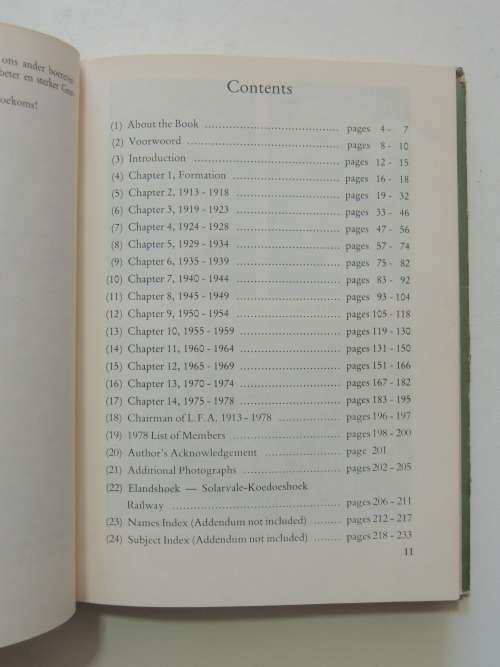 ons ander boere
beter en sterker
oekoms!
Contents
(1) About the Book .................. pages 4 - 7
(2) Voorwoord .................. pages 8 - 10
(3) Introduction .................. pages 12 - 15
(4) Chapter 1, Formation .................. pages 16 - 18
(5) Chapter 2, 1913 - 1918 .................. pages 19 - 32
(6) Chapter 3, 1919 - 1923 .................. pages 33 - 46
(7) Chapter 4, 1924 - 1928 .................. pages 47 - 56
(8) Chapter 5, 1929 - 1934 .................. pages 57 - 74
(9) Chapter 6, 1935 - 1939 .................. pages 75 - 82
(10) Chapter 7, 1940 - 1944 .................. pages 83 - 92
(11) Chapter 8, 1945 - 1949 .................. pages 93 - 104
(12) Chapter 9, 1950 - 1954 .................. pages 105 - 118
(13) Chapter 10, 1955 - 1959 .................. pages 119 - 130
(14) Chapter 11, 1960 - 1964 .................. pages 131 - 150
(15) Chapter 12, 1965 - 1969 .................. pages 151 - 166
(16) Chapter 13, 1970 - 1974 .................. pages 167 - 182
(17) Chapter 14, 1975 - 1978 .................. pages 183 - 195
(18) Chairman of L.F.A. 1913 - 1978 .................. pages 196 - 197
(19) 1978 List of Members .................. pages 198 - 200
(20) Author's Acknowledgement .................. page 201
(21) Additional Photographs .................. pages 202 - 205
(22) Elandshoek — Solarvale-Koedoeshoek
Railway .................. pages 206 - 211
(23) Names Index (Addendum not included) ........ pages 212 - 217
(24) Subject Index (Addendum not included) ........ pages 218 - 233
11